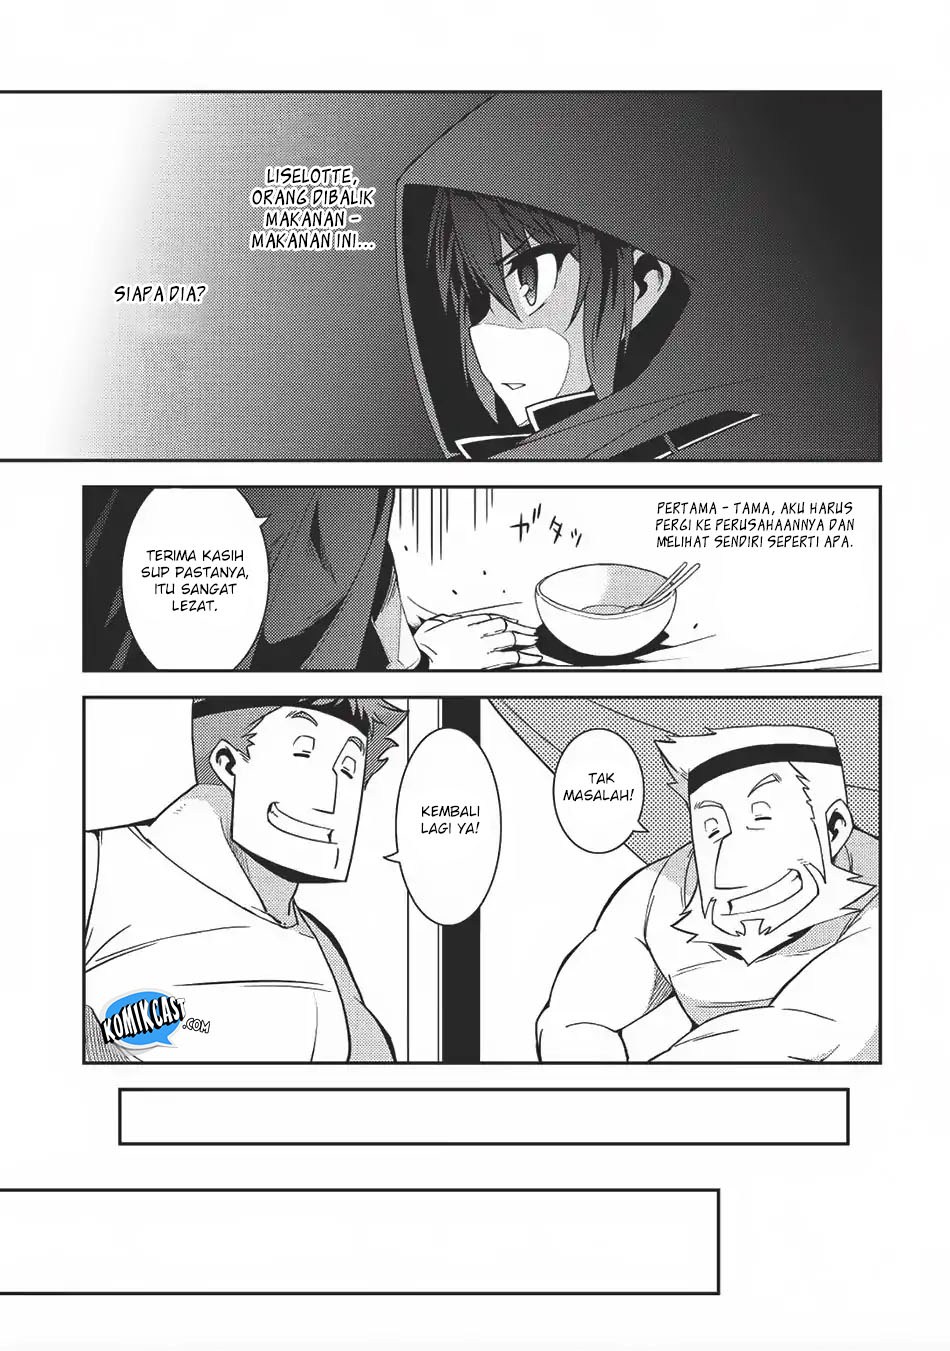 LISELOTTE,
ORANG DIBALIK
MAKANAN -
MAKANAN INI...
SIAPA DIA?
PERTAMA - TAMA, AKU HARUS
PERGI KE PERUSAHAANNYA DAN
MELIHAT SENDIRI SEPERTI APA.
ガタッ
TERIMA KASIH
SUP PASTANYA,
ITU SANGAT
LEZAT.
TAK
MASALAH!
KEMBALI
LAGI YA!
KOMIKCAST
.COM